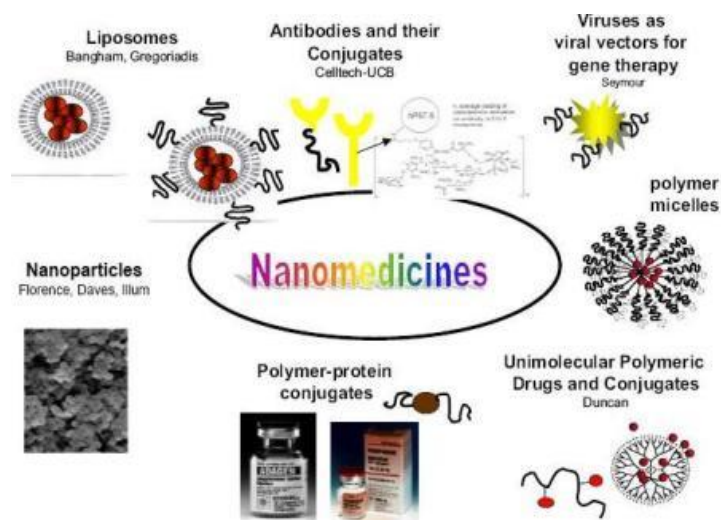 Liposomes
Bangham, Gregoriadis
Antibodies and their
Conjugates
Celltech-UCB
Viruses as
viral vectors for
gene therapy
Seymour
polymer
micelles
Nanoparticles
Florence, Daves, Illum
Nanomedicines
Polymer-protein
conjugates
ADAGEN
Unimolecular Polymeric
Drugs and Conjugates
Duncan